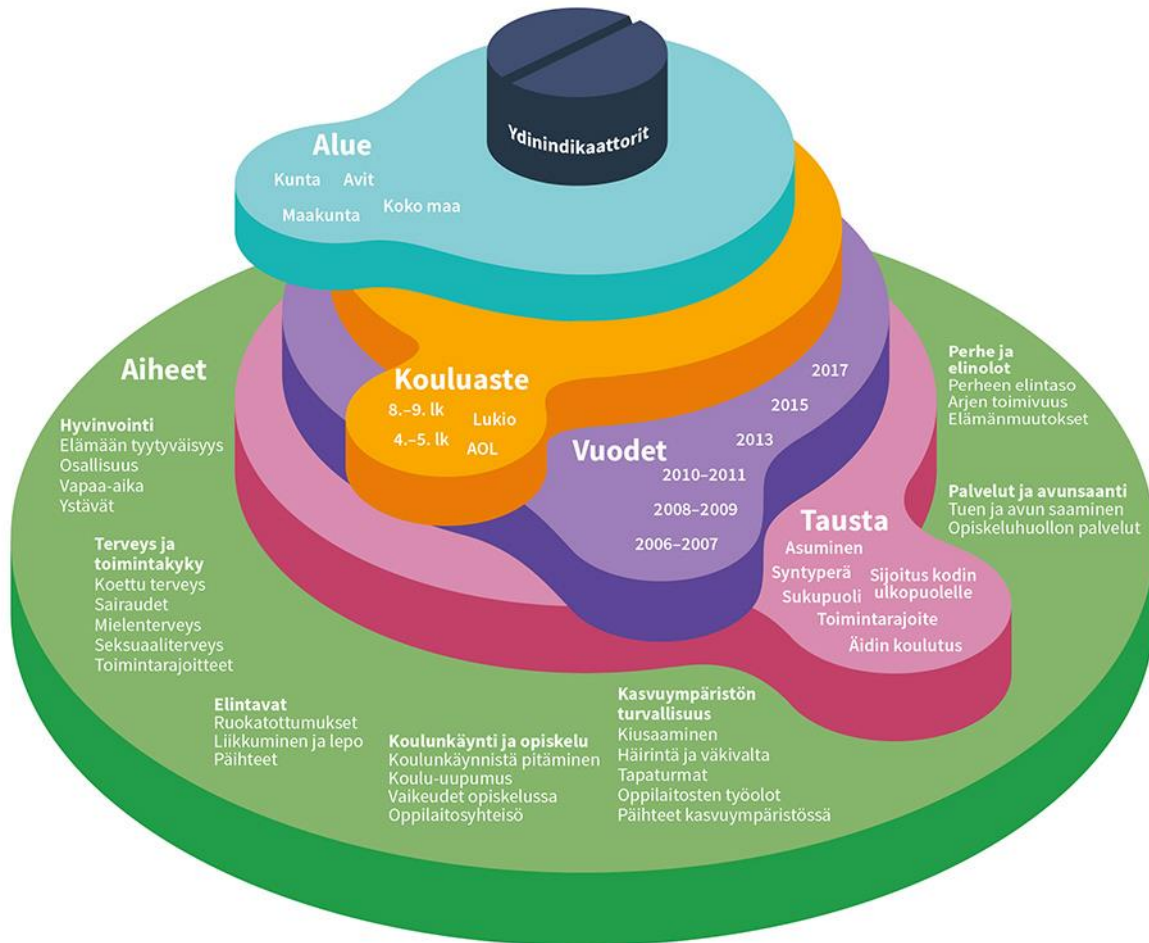 Ydinindikaattorit
Alue
Kunta
Avit
Maakunta
Koko maa
Kouluaste
8.–9. lk
Lukio
4.–5. lk
AOL
Vuodet
2017
2015
2013
2010–2011
2008–2009
2006–2007
Tausta
Asuminen
Syntyperä
Sijoitus kodin
ulkopuolelle
Sukupuoli
Toimintarajoite
Äidin koulutus
Aiheet
Hyvinvointi
Elämään tyytyväisyys
Osallisuus
Vapaa-aika
Ystävät
Terveys ja
toimintakyky
Koettu terveys
Sairaudet
Mielenterveys
Seksuaaliterveys
Toimintarajoitteet
Elintavat
Ruokatottumukset
Liikkuminen ja lepo
Päihteet
Koulunkäynti ja opiskelu
Koulunkäynnistä pitäminen
Koulu-uupumus
Vaikeudet opiskelussa
Oppilaitosyhteisö
Kasvuympäristön
turvallisuus
Kiusaaminen
Häirintä ja väkivalta
Tapaturmat
Oppilaitosten työolot
Päihteet kasvuympäristössä
Perhe ja
elinolot
Perheen elintaso
Arjen toimivuus
Elämänmuutokset
Palvelut ja avunsaanti
Tuen ja avun saaminen
Opiskeluhuollon palvelut